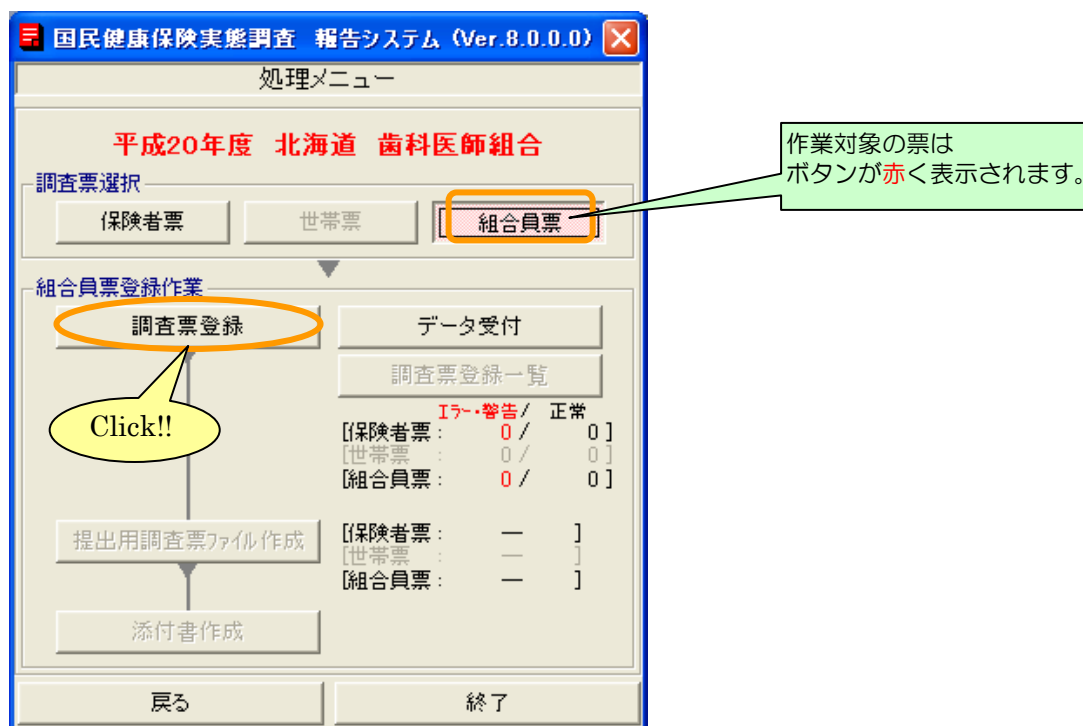 国民健康保険実態調査 報告システム (Ver.8.0.0.0)
処理メニュー
平成20年度 北海道 歯科医師組合
作業対象の票は
ボタンが赤く表示されます。
調査票選択
保険者票 世帯票 組合員票
組合員票登録作業
調査票登録 データ受付
調査票登録一覧
Click!!
エラー・警告/ 正常
[保険者票: 0/ 0]
[世帯票 : 0/ 0]
[組合員票: 0/ 0]
提出用調査票ファイル作成
[保険者票: ― ]
[世帯票 : ― ]
[組合員票: ― ]
添付書作成
戻る 終了